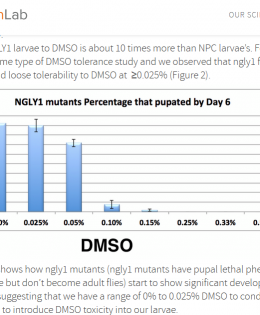 Lab
OUR SCI
LY1 larvae to DMSO is about 10 times more than NPC larvae's. F
me type of DMSO tolerance study and we observed that ngly1 f
d loose tolerability to DMSO at ≥0.025% (Figure 2).
NGLY1 mutants Percentage that pupated by Day 6
0% 0.025% 0.05% 0.10% 0.15% 0.25% 0.33% 0.
DMSO
shows how ngly1 mutants (ngly1 mutants have pupal lethal phe
e but don't become adult flies) start to show significant develop
suggesting that we have a range of 0% to 0.025% DMSO to cond
to introduce DMSO toxicity into our larvae.